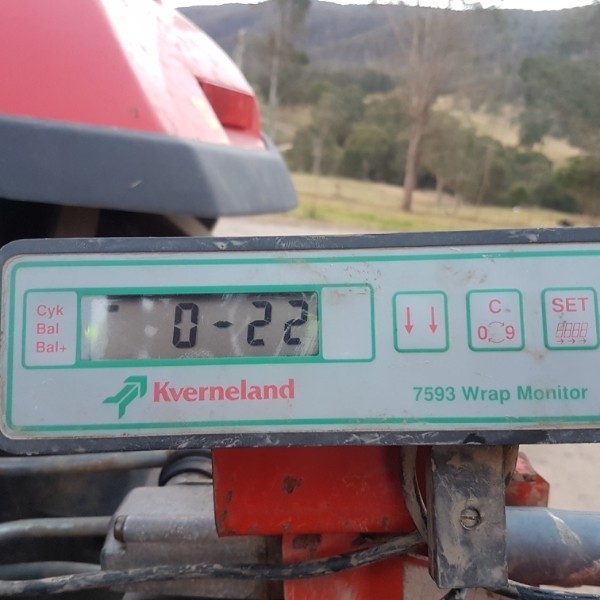 Cyk
Bal
Bal+
0-22
C
0 9
SET
Kverneland
7593 Wrap Monitor